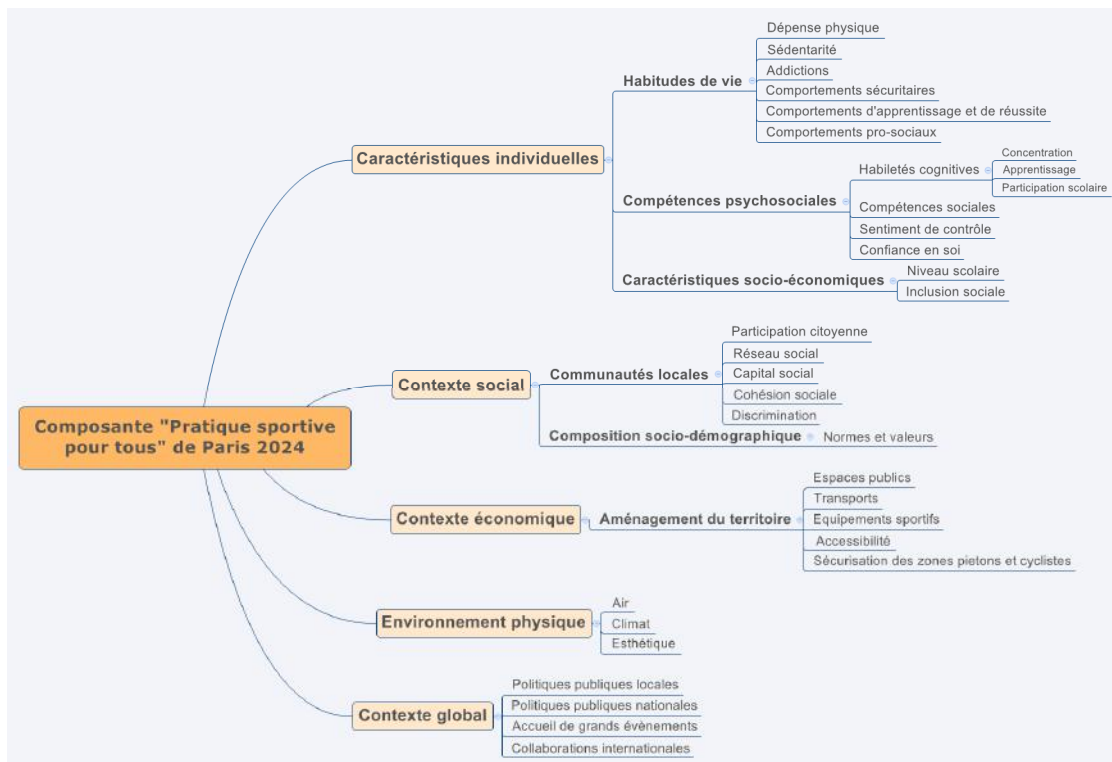 Composante "Pratique sportive
pour tous" de Paris 2024
Caractéristiques individuelles
Habitudes de vie
Dépense physique
Sédentarité
Addictions
Comportements sécuritaires
Comportements d'apprentissage et de réussite
Comportements pro-sociaux
Compétences psychosociales
Habiletés cognitives
Concentration
Apprentissage
Participation scolaire
Compétences sociales
Sentiment de contrôle
Confiance en soi
Caractéristiques socio-économiques
Niveau scolaire
Inclusion sociale
Contexte social
Communautés locales
Participation citoyenne
Réseau social
Capital social
Cohésion sociale
Discrimination
Composition socio-démographique
Normes et valeurs
Contexte économique
Aménagement du territoire
Espaces publics
Transports
Equipements sportifs
Accessibilité
Sécurisation des zones pietons et cyclistes
Environnement physique
Air
Climat
Esthétique
Contexte global
Politiques publiques locales
Politiques publiques nationales
Accueil de grands évènements
Collaborations internationales